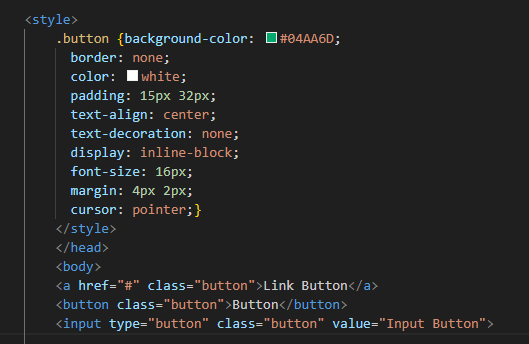 <style>
.button {background-color: #04AA6D;
border: none;
color: white;
padding: 15px 32px;
text-align: center;
text-decoration: none;
display: inline-block;
font-size: 16px;
margin: 4px 2px;
cursor: pointer;}
</style>
</head>
<body>
<a href="#" class="button">Link Button</a>
<button class="button">Button</button>
<input type="button" class="button" value="Input Button">